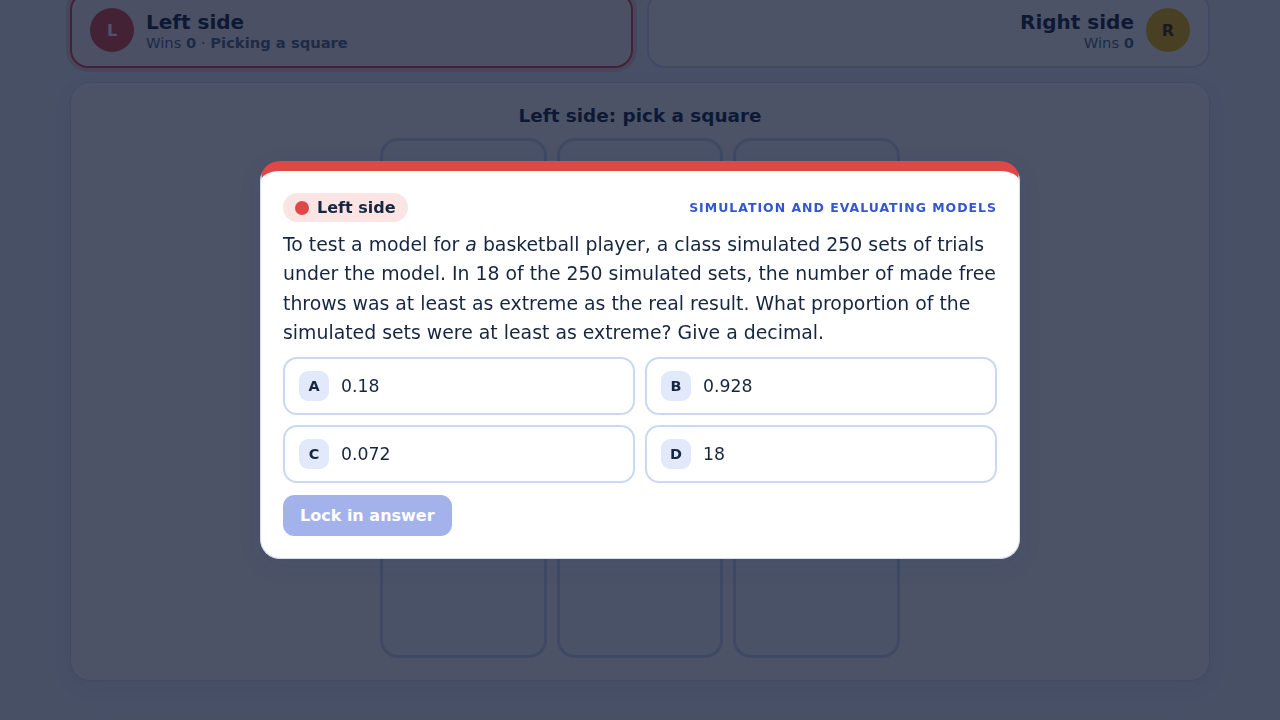 L
Left side
Wins 0 · Picking a square
Right side
Wins 0
R
Left side: pick a square
Left side
SIMULATION AND EVALUATING MODELS
To test a model for a basketball player, a class simulated 250 sets of trials
under the model. In 18 of the 250 simulated sets, the number of made free
throws was at least as extreme as the real result. What proportion of the
simulated sets were at least as extreme? Give a decimal.
A 0.18
B 0.928
C 0.072
D 18
Lock in answer